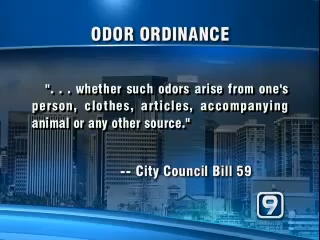 ODOR ORDINANCE
". . . whether such odors arise from one's
person, clothes, articles, accompanying
animal or any other source."
-- City Council Bill 59
9